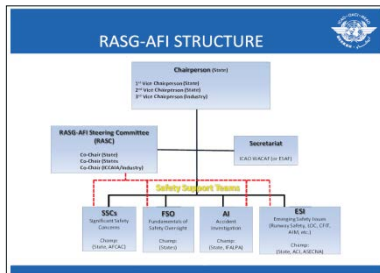 RASG-AFI STRUCTURE
Chairperson (State)
1st Vice Chairperson (State)
2nd Vice Chairperson (State)
3rd Vice Chairperson (Industry)
RASG-AFI Steering Committee
(RASC)
Co-Chair (State)
Co-Chair (States
Co-Chair (ICCAIA/Industry)
Secretariat
ICAO WACAF (or ESAF)
Safety Support Teams
SSCs
Significant Safety
Concerns
Champ:
(State, AFCAC)
FSO
Fundamentals of
Safety Oversight
Champ:
(States)
AI
Accident
Investigation
Champ:
(State, IFALPA)
ESI
Emerging Safety Issues
(Runway Safety, LOC, CFIT,
ATM, etc.)
Champ:
(State, ACI, ASECNA)